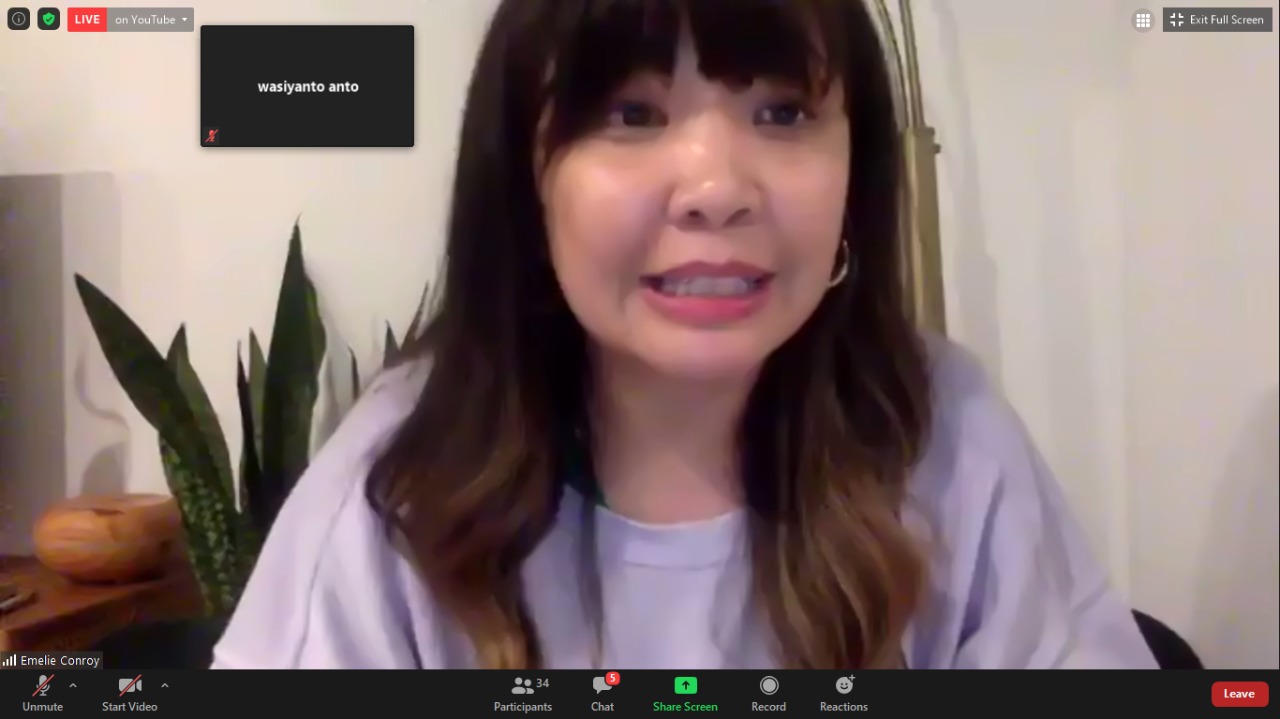 LIVE on YouTube
Exit Full Screen
wasiyanto anto
Emelie Conroy
Unmute
Start Video
Participants 34
Chat 5
Share Screen
Record
Reactions
Leave